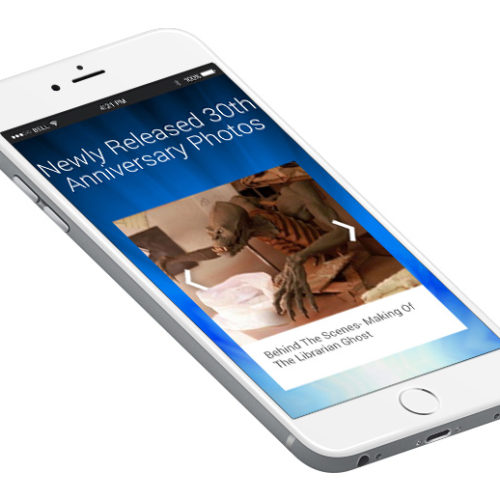 BELL 4:21 PM 100%
Newly Released 30th
Anniversary Photos
Behind The Scenes- Making Of
The Librarian Ghost